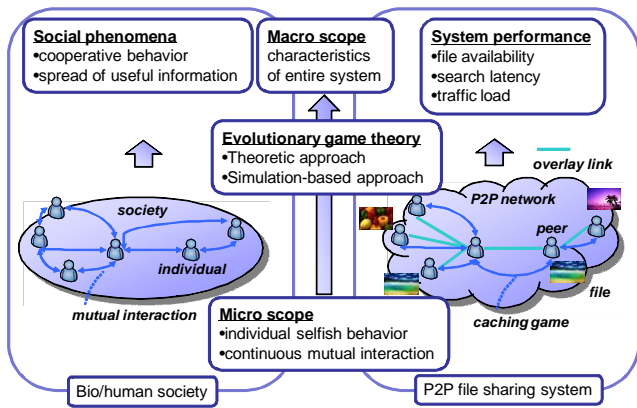 Social phenomena
•cooperative behavior
•spread of useful information
Macro scope
characteristics
of entire system
System performance
•file availability
•search latency
•traffic load
Evolutionary game theory
•Theoretic approach
•Simulation-based approach
overlay link
society
individual
mutual interaction
P2P network
peer
file
caching game
Micro scope
•individual selfish behavior
•continuous mutual interaction
Bio/human society
P2P file sharing system